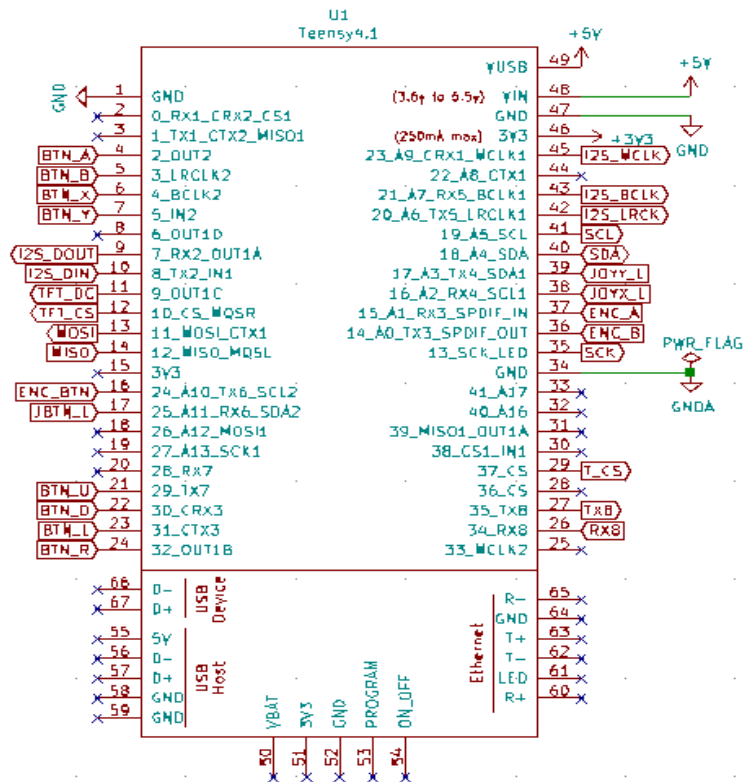 U1
Teensy4.1
+5V
VUSB 49
+5V
GND 1 GND
(3.6v to 5.5v) VIN 48
2 0_RX1_CRX2_CS1
GND 47
3 1_TX1_CTX2_MISO1
(250mA max) 3V3 46 +3V3
GND
BTN_A 4 2_OUT2
23_A9_CRX1_MCLK1 45 I2S_MCLK
BTN_B 5 3_LRCLK2
22_A8_CTX1 44
BTN_X 6 4_BCLK2
21_A7_RX5_BCLK1 43 I2S_BCLK
BTN_Y 7 5_IN2
20_A6_TX5_LRCLK1 42 I2S_LRCK
8 6_OUT1D
19_A5_SCL 41 SCL
I2S_DOUT 9 7_RX2_OUT1A
18_A4_SDA 40 SDA
I2S_DIN 10 8_TX2_IN1
17_A3_TX4_SDA1 39 JOYY_L
TFT_DC 11 9_OUT1C
16_A2_RX4_SCL1 38 JOYX_L
TFT_CS 12 10_CS_MQSR
15_A1_RX3_SPDIF_IN 37 ENC_A
MOSI 13 11_MOSI_CTX1
14_A0_TX3_SPDIF_OUT 36 ENC_B
MISO 14 12_MISO_MQSL
13_SCK_LED 35 SCK
PWR_FLAG
15 3V3
GND 34
ENC_BTN 16 24_A10_TX6_SCL2
41_A17 33
GNDA
JBTN_L 17 25_A11_RX6_SDA2
40_A16 32
18 26_A12_MOSI1
39_MISO1_OUT1A 31
19 27_A13_SCK1
38_CS1_IN1 30
20 28_RX7
37_CS 29 T_CS
BTN_U 21 29_TX7
36_CS 28
BTN_D 22 30_CRX3
35_TX8 27 TX8
BTN_L 23 31_CTX3
34_RX8 26 RX8
BTN_R 24 32_OUT1B
33_MCLK2 25
66 D-
67 D+
USB
Device
55 5V
56 D-
57 D+
58 GND
59 GND
USB
Host
Ethernet
R- 65
GND 64
T+ 63
T- 62
LED 61
R+ 60
VBAT 50
3V3 51
GND 52
PROGRAM 53
ON_OFF 54